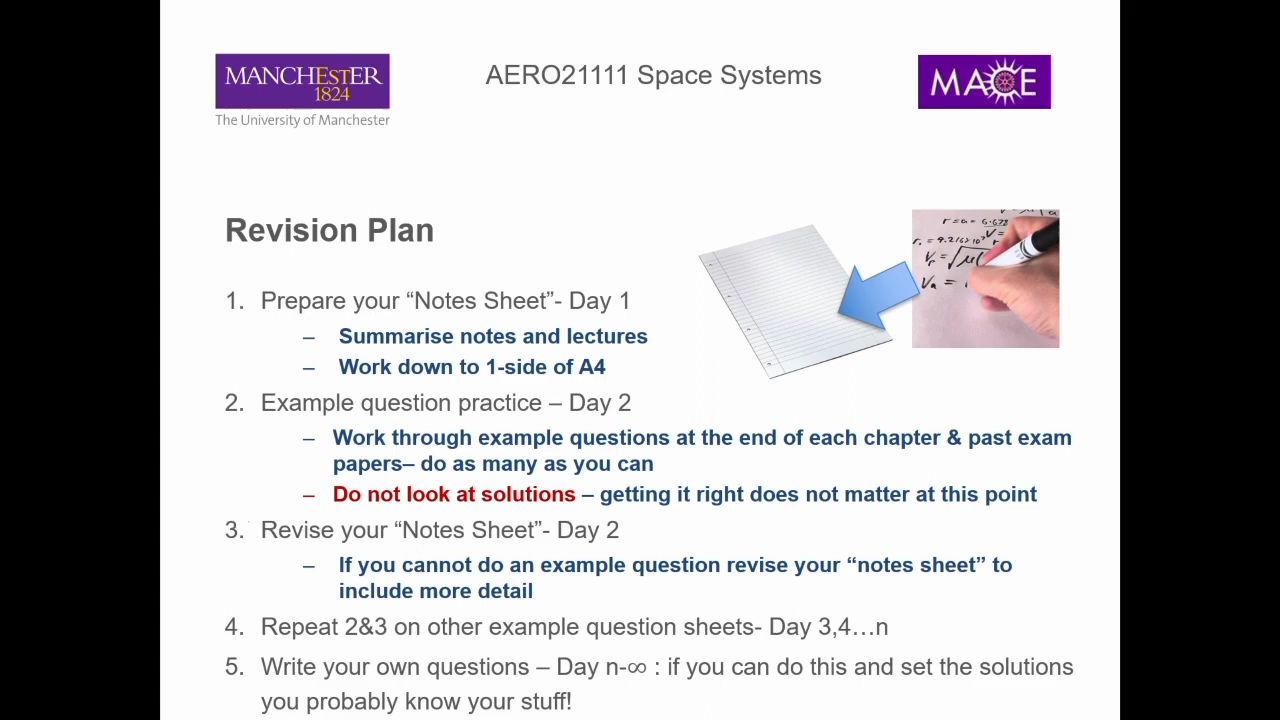 MANCHESTER
1824
The University of Manchester
AERO21111 Space Systems
MACE
Revision Plan
1. Prepare your “Notes Sheet”- Day 1
– Summarise notes and lectures
– Work down to 1-side of A4
2. Example question practice – Day 2
– Work through example questions at the end of each chapter & past exam
papers– do as many as you can
– Do not look at solutions – getting it right does not matter at this point
3. Revise your “Notes Sheet”- Day 2
– If you cannot do an example question revise your “notes sheet” to
include more detail
4. Repeat 2&3 on other example question sheets- Day 3,4…n
5. Write your own questions – Day n-∞ : if you can do this and set the solutions
you probably know your stuff!